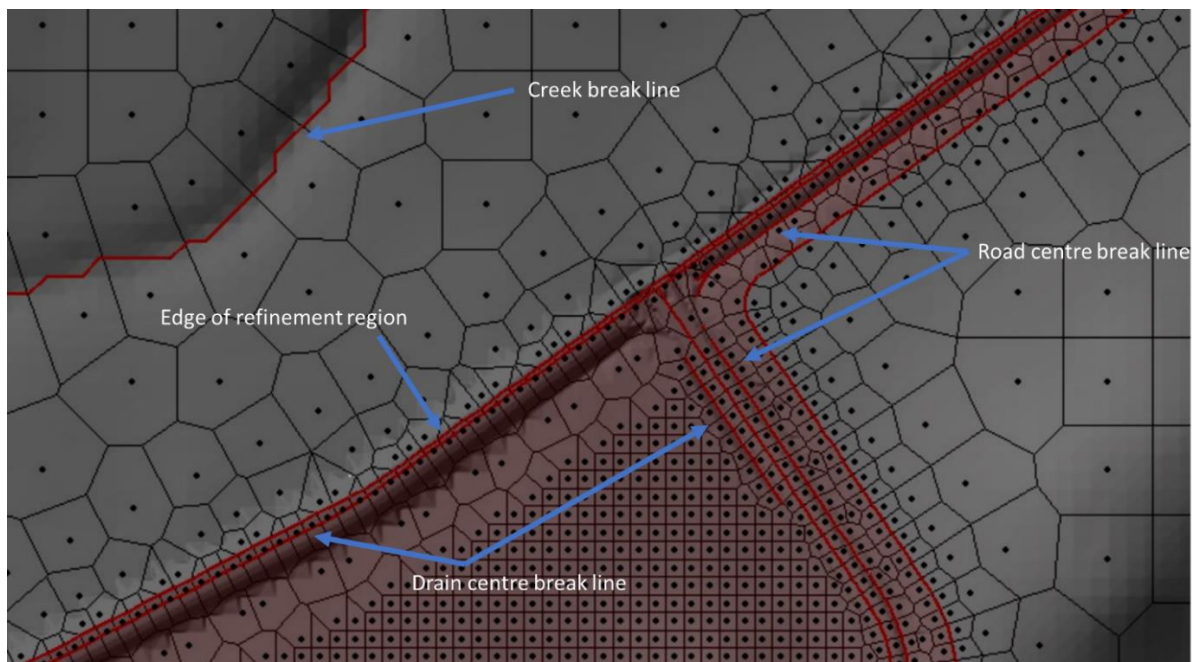 Creek break line
Road centre break line
Edge of refinement region
Drain centre break line